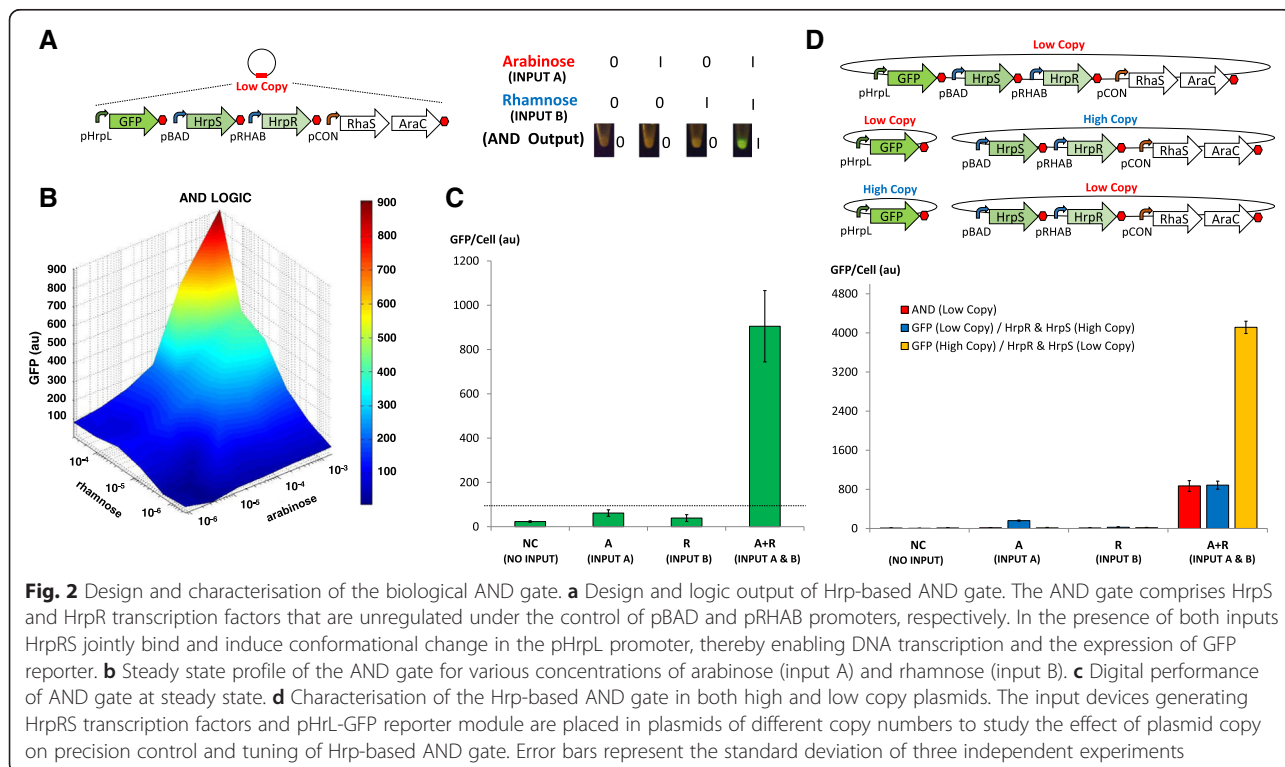 A
Low Copy
GFP
HrpS
HrpR
RhaS
AraC
pHrpL
pBAD
pRHAB
pCON
Arabinose 0 I 0 I
(INPUT A)
Rhamnose 0 0 I I
(INPUT B)
(AND Output) 0 0 0 I
B
AND LOGIC
GFP (au)
900
800
700
600
500
400
300
200
100
rhamnose
10⁻⁴
10⁻⁵
10⁻⁶
arabinose
10⁻⁶
10⁻⁵
10⁻⁴
10⁻³
900
800
700
600
500
400
300
200
100
C
GFP/Cell (au)
1200
1000
800
600
400
200
0
NC A R A+R
(NO INPUT) (INPUT A) (INPUT B) (INPUT A & B)
D
Low Copy
GFP HrpS HrpR RhaS AraC
pHrpL pBAD pRHAB pCON
Low Copy High Copy
GFP HrpS HrpR RhaS AraC
pHrpL pBAD pRHAB pCON
High Copy Low Copy
GFP HrpS HrpR RhaS AraC
pHrpL pBAD pRHAB pCON
GFP/Cell (au)
4800
4000
3200
2400
1600
800
0
AND (Low Copy)
GFP (Low Copy) / HrpR & HrpS (High Copy)
GFP (High Copy) / HrpR & HrpS (Low Copy)
NC A R A+R
(NO INPUT) (INPUT A) (INPUT B) (INPUT A & B)
Fig. 2 Design and characterisation of the biological AND gate. a Design and logic output of Hrp-based AND gate. The AND gate comprises HrpS
and HrpR transcription factors that are unregulated under the control of pBAD and pRHAB promoters, respectively. In the presence of both inputs
HrpRS jointly bind and induce conformational change in the pHrpL promoter, thereby enabling DNA transcription and the expression of GFP
reporter. b Steady state profile of the AND gate for various concentrations of arabinose (input A) and rhamnose (input B). c Digital performance
of AND gate at steady state. d Characterisation of the Hrp-based AND gate in both high and low copy plasmids. The input devices generating
HrpRS transcription factors and pHrL-GFP reporter module are placed in plasmids of different copy numbers to study the effect of plasmid copy
on precision control and tuning of Hrp-based AND gate. Error bars represent the standard deviation of three independent experiments